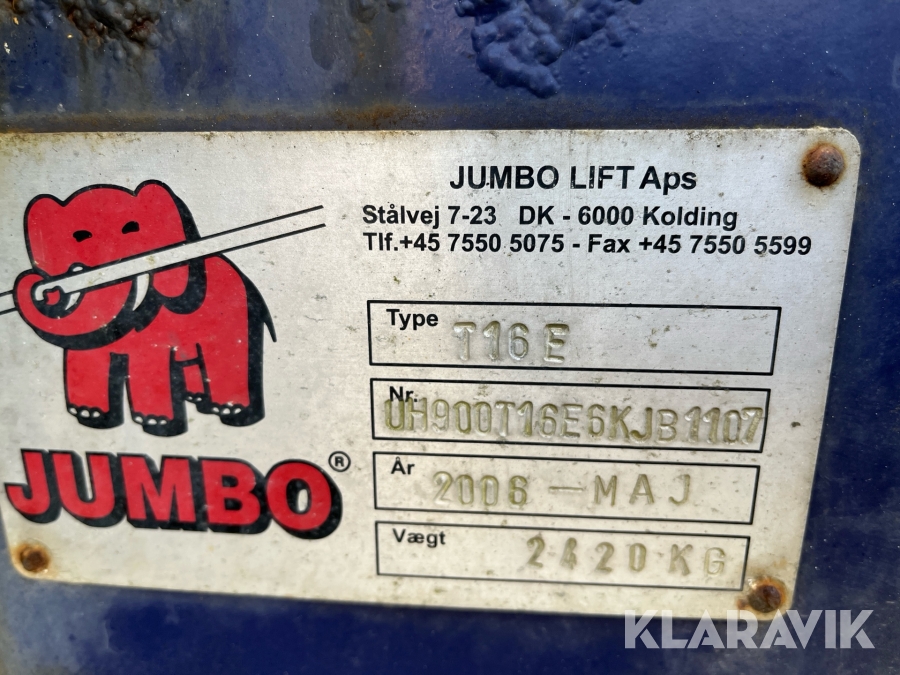 JUMBO LIFT Aps
Stålvej 7-23 DK - 6000 Kolding
Tlf.+45 7550 5075 - Fax +45 7550 5599
Type T16E
Nr. UH900T16E6KJB1107
År 2006 - MAJ
Vægt 2420 KG
JUMBO®
KLARAVIK